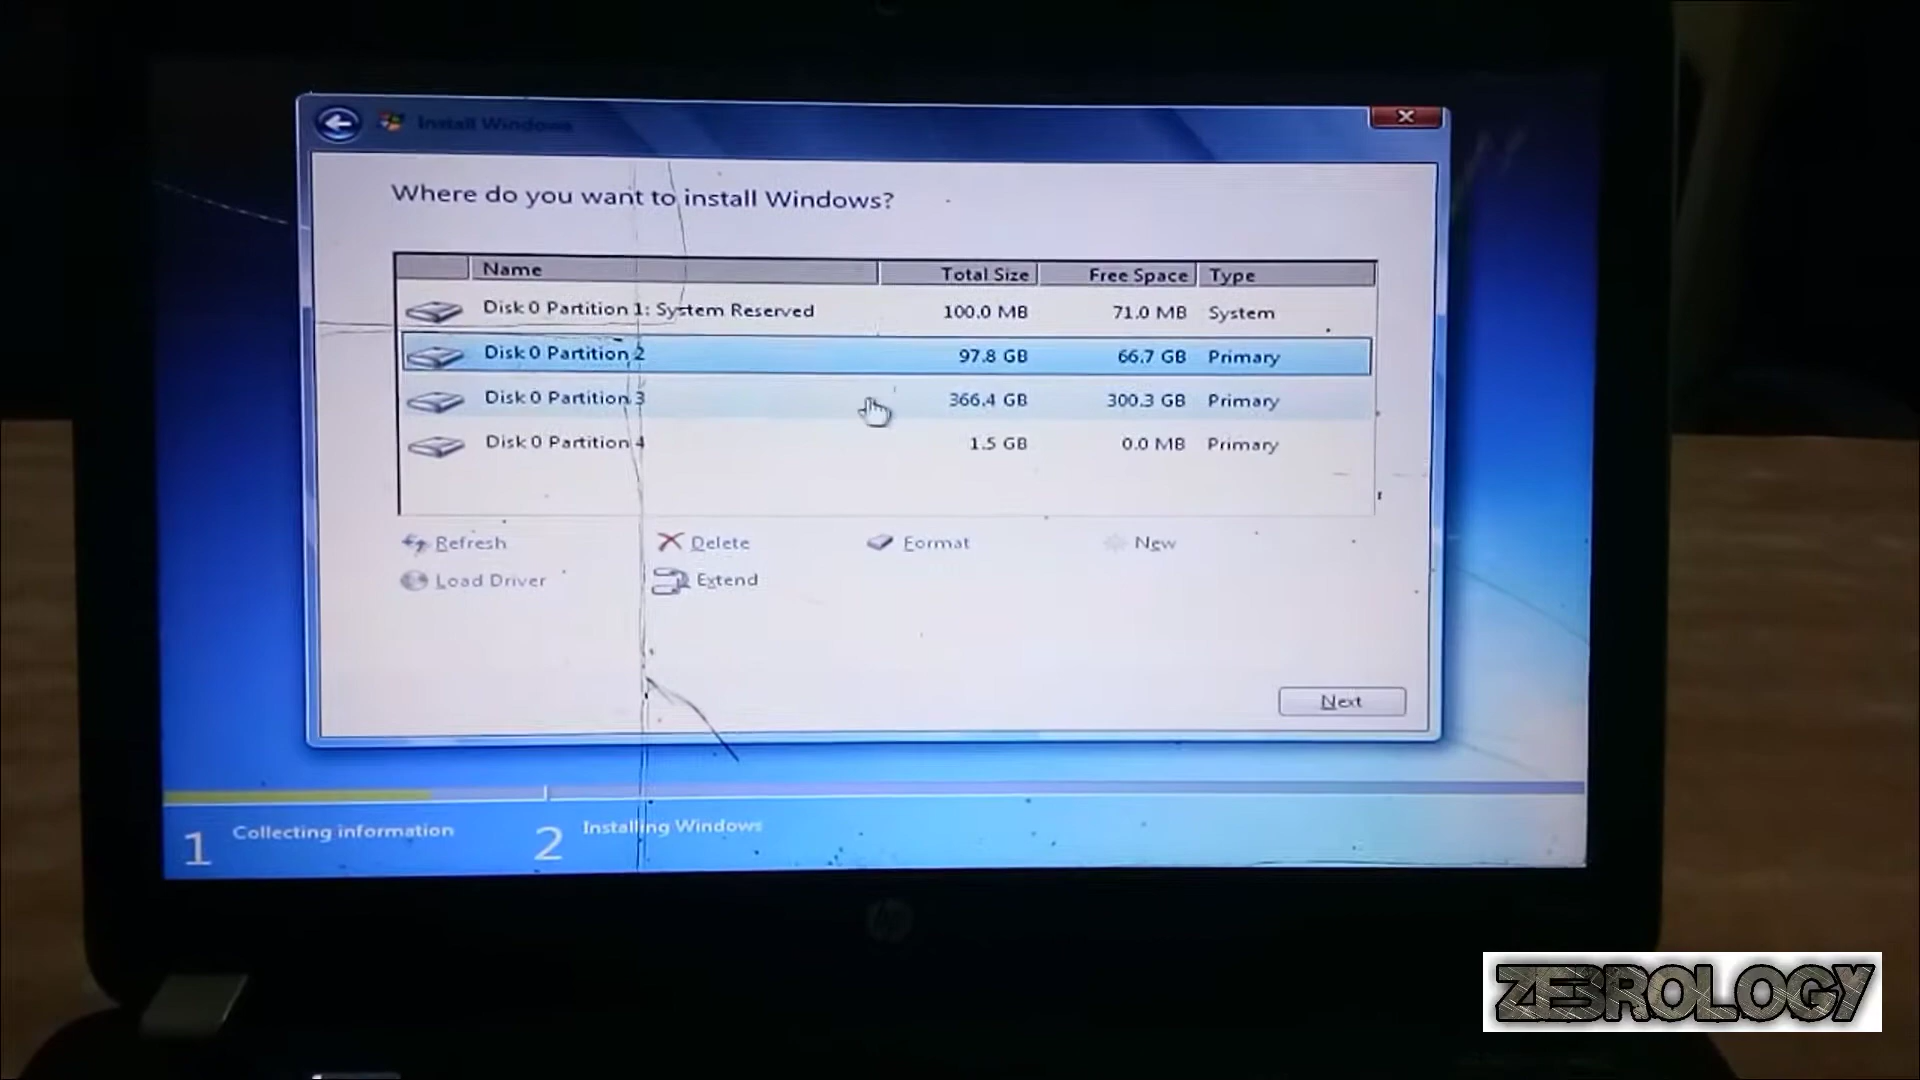 Install Windows
Where do you want to install Windows?
Name Total Size Free Space Type
Disk 0 Partition 1: System Reserved 100.0 MB 71.0 MB System
Disk 0 Partition 2 97.8 GB 66.7 GB Primary
Disk 0 Partition 3 366.4 GB 300.3 GB Primary
Disk 0 Partition 4 1.5 GB 0.0 MB Primary
Refresh Delete Format New
Load Driver Extend
Next
1 Collecting information 2 Installing Windows
hp
ZEBROLOGY